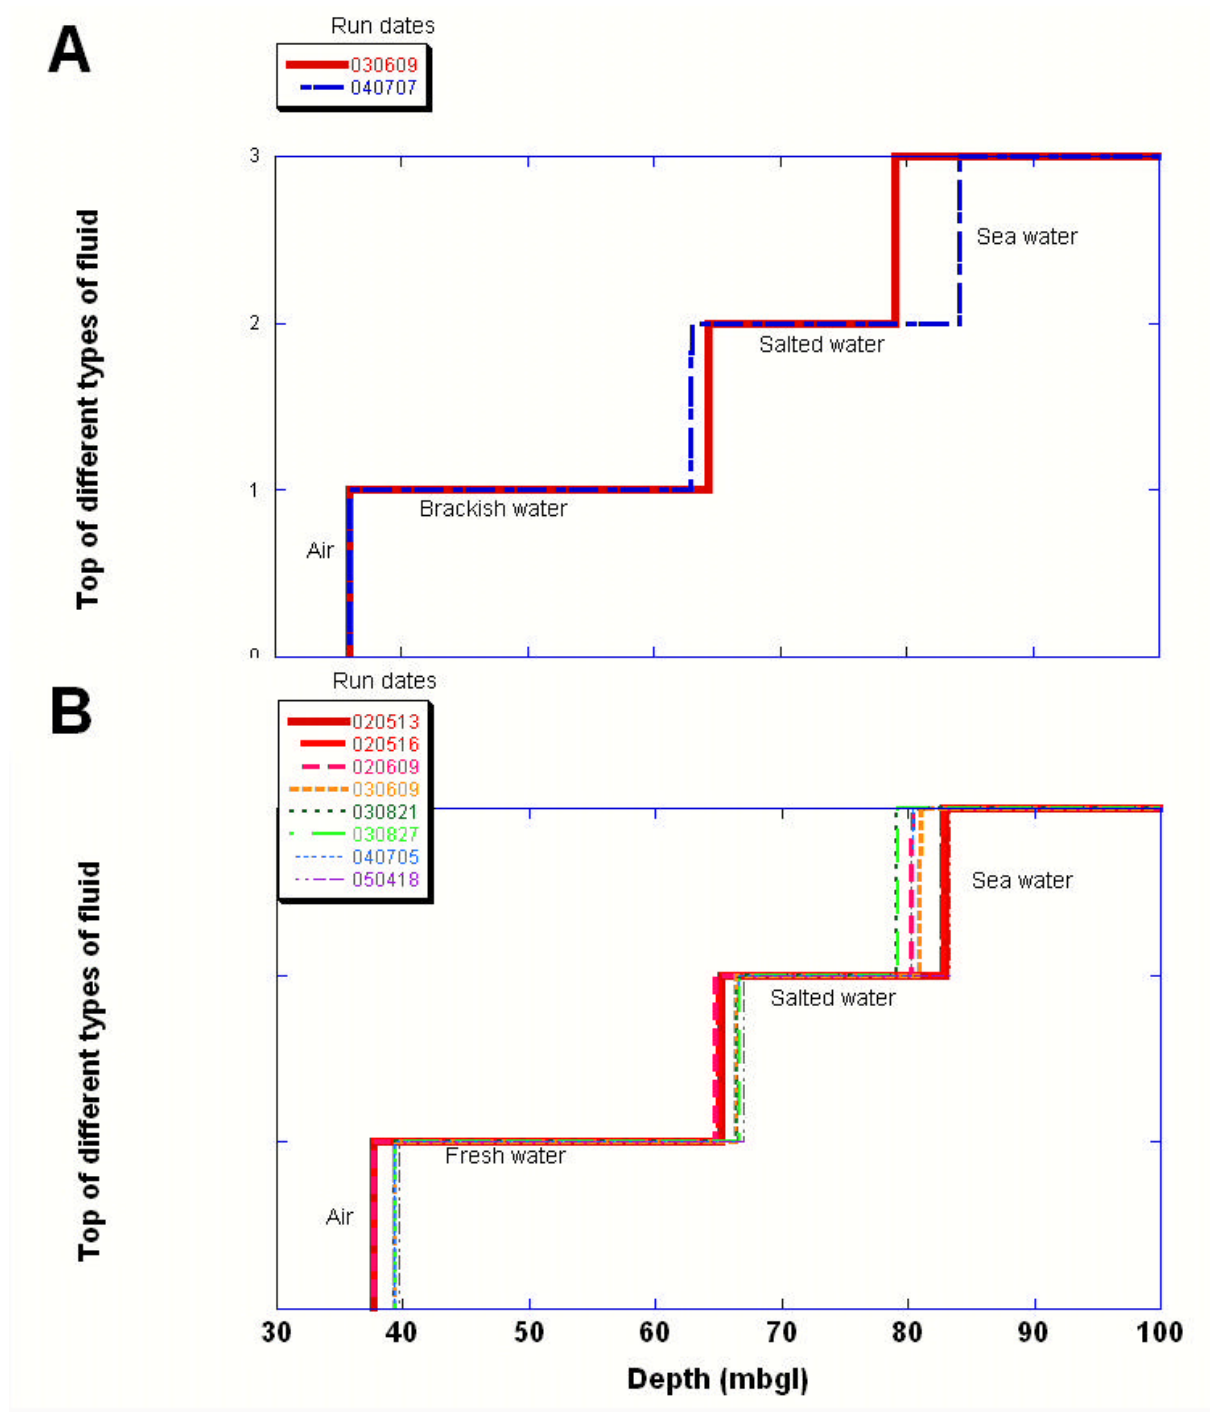 A
Run dates
030609
040707
3
2
1
0
Top of different types of fluid
Sea water
Salted water
Brackish water
Air
B
Run dates
020513
020516
020609
030609
030821
030827
040705
050418
Top of different types of fluid
Sea water
Salted water
Fresh water
Air
30 40 50 60 70 80 90 100
Depth (mbgl)